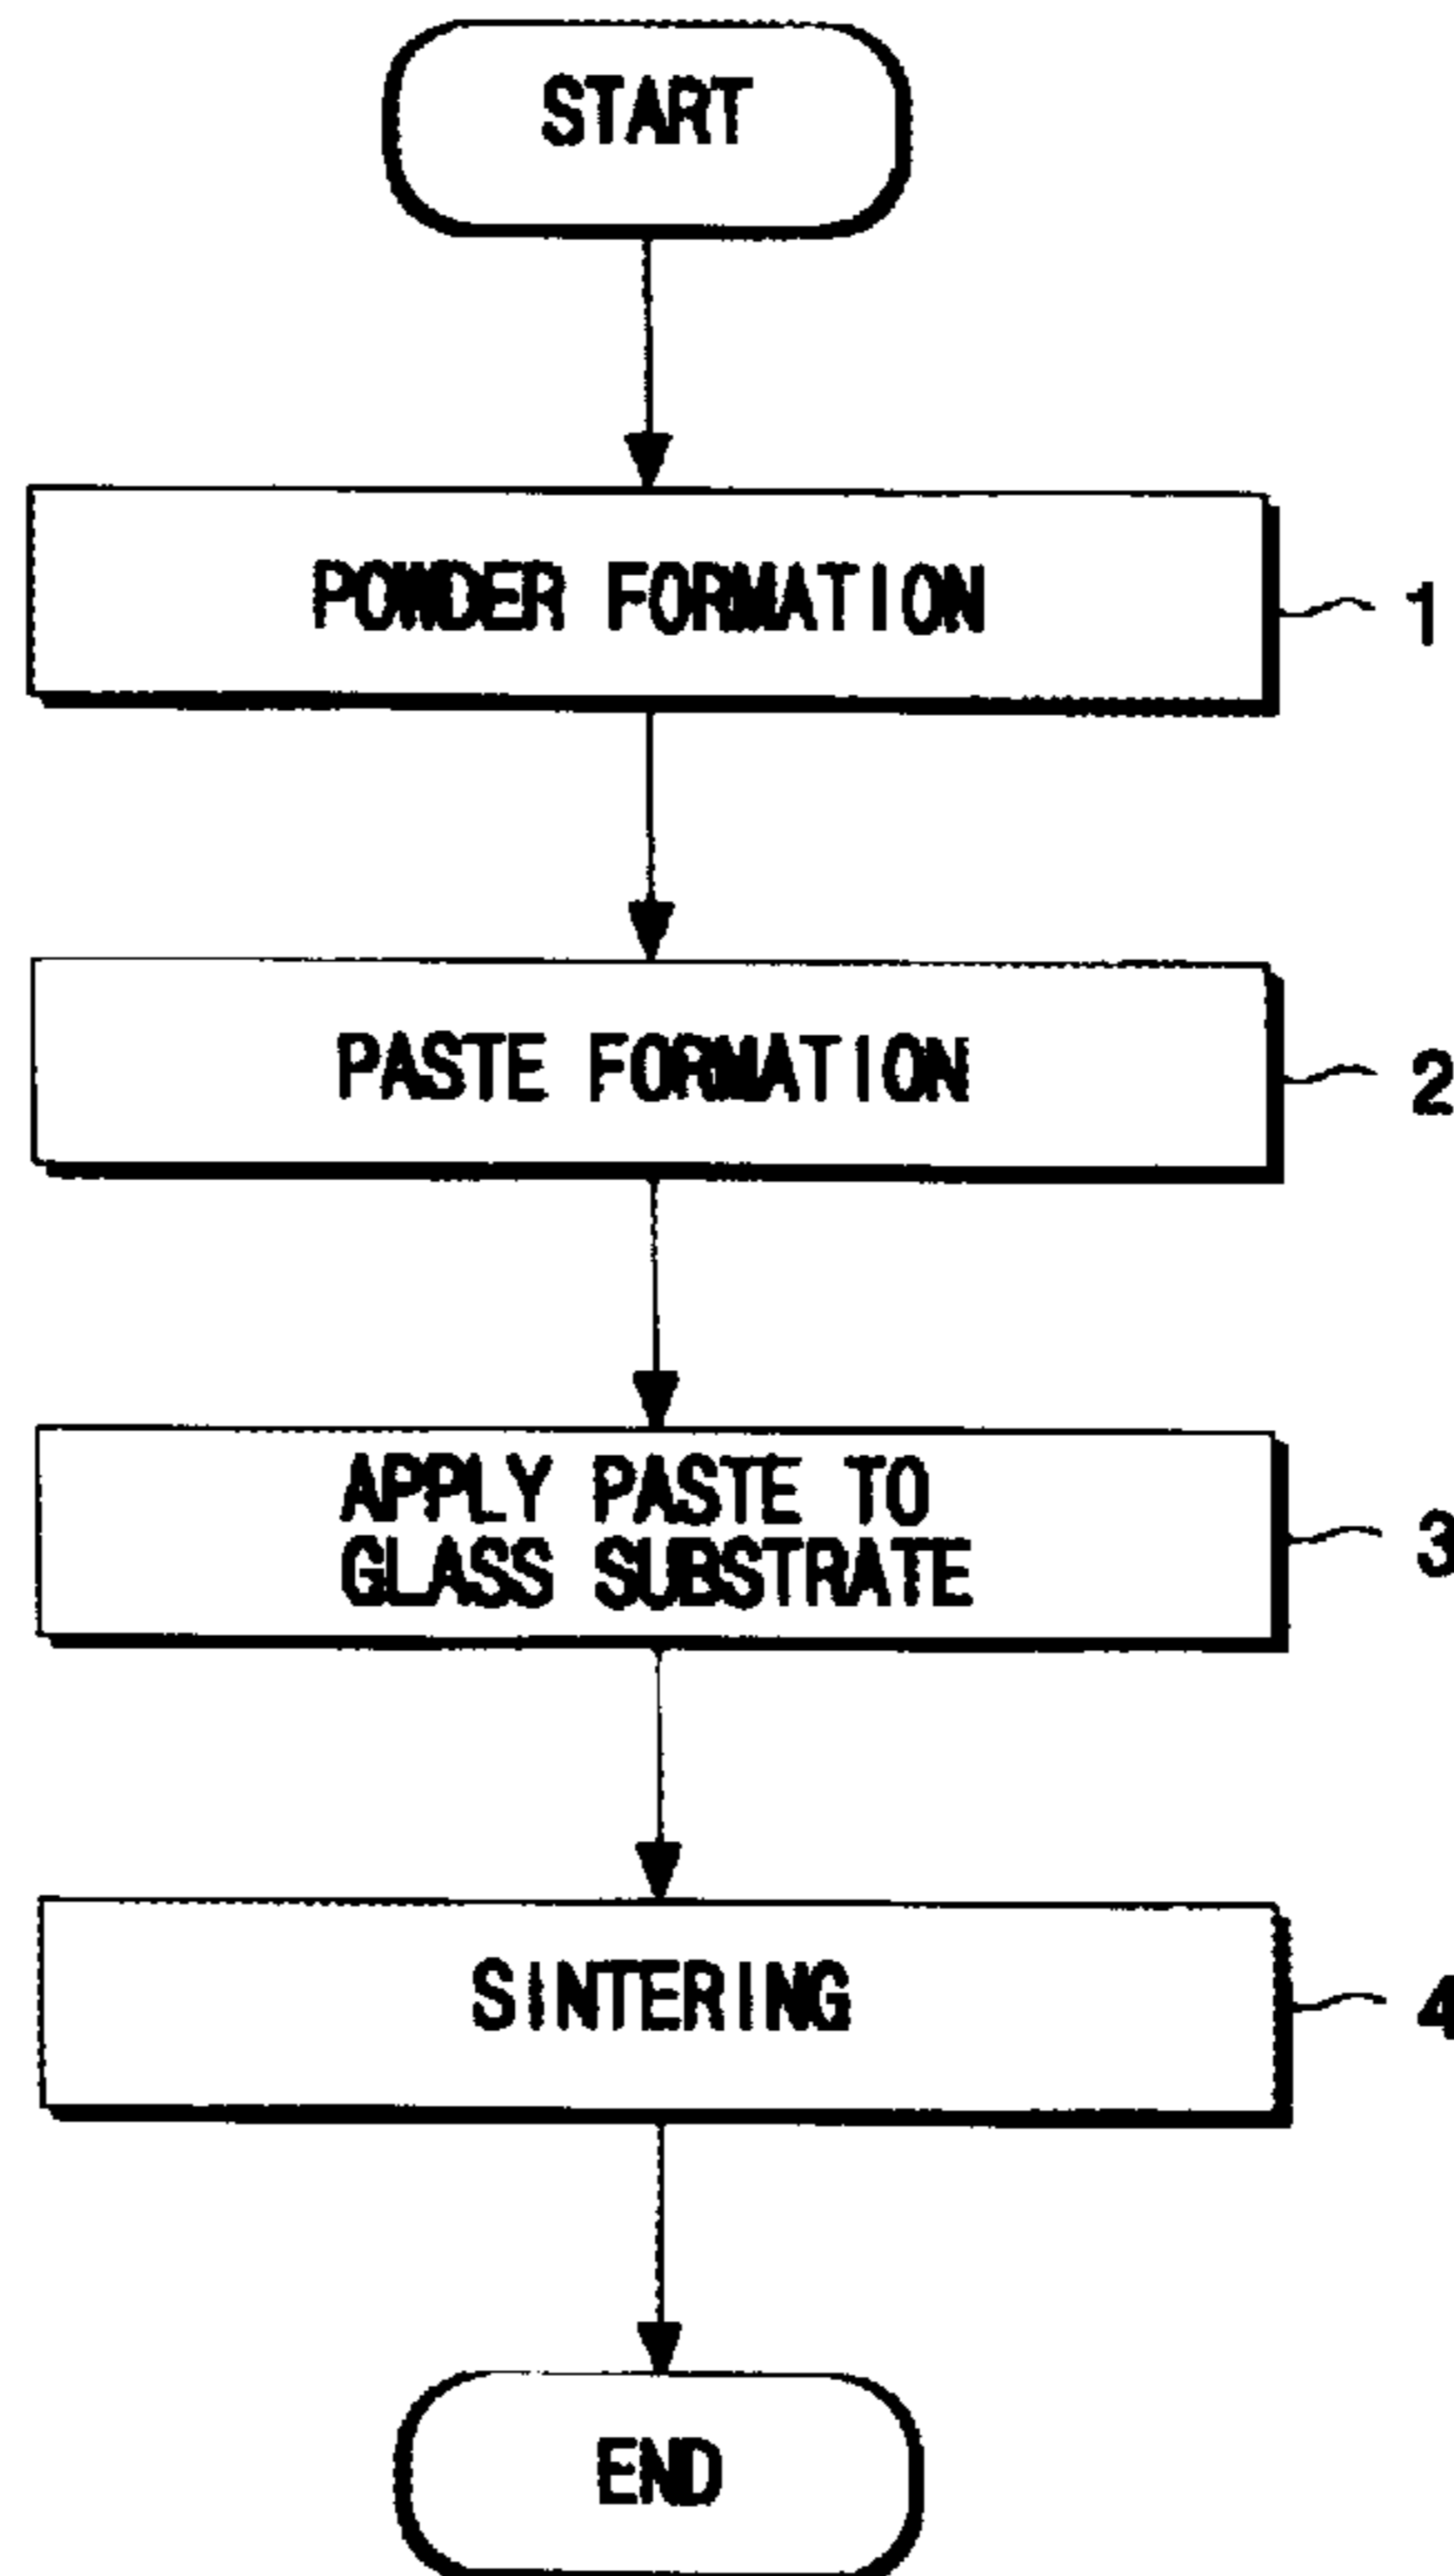 START
POWDER FORMATION
1
PASTE FORMATION
2
APPLY PASTE TO
GLASS SUBSTRATE
3
SINTERING
4
END